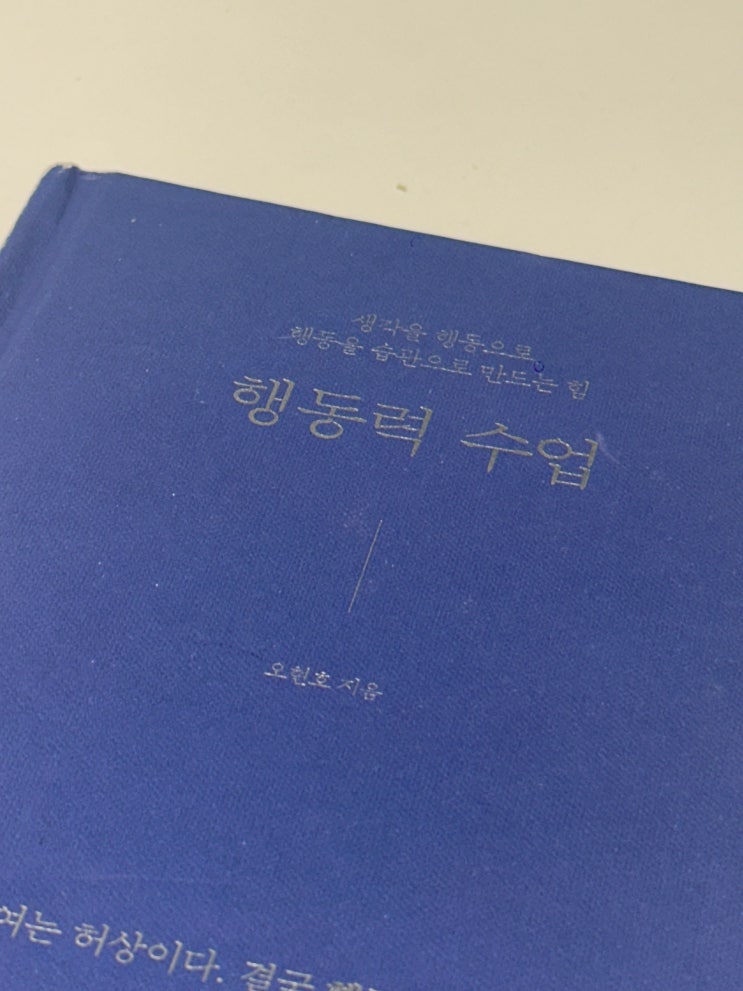 생각을 행동으로,
행동을 습관으로 만드는 힘
행동력 수업
오현호 지음
허상이다. 결국